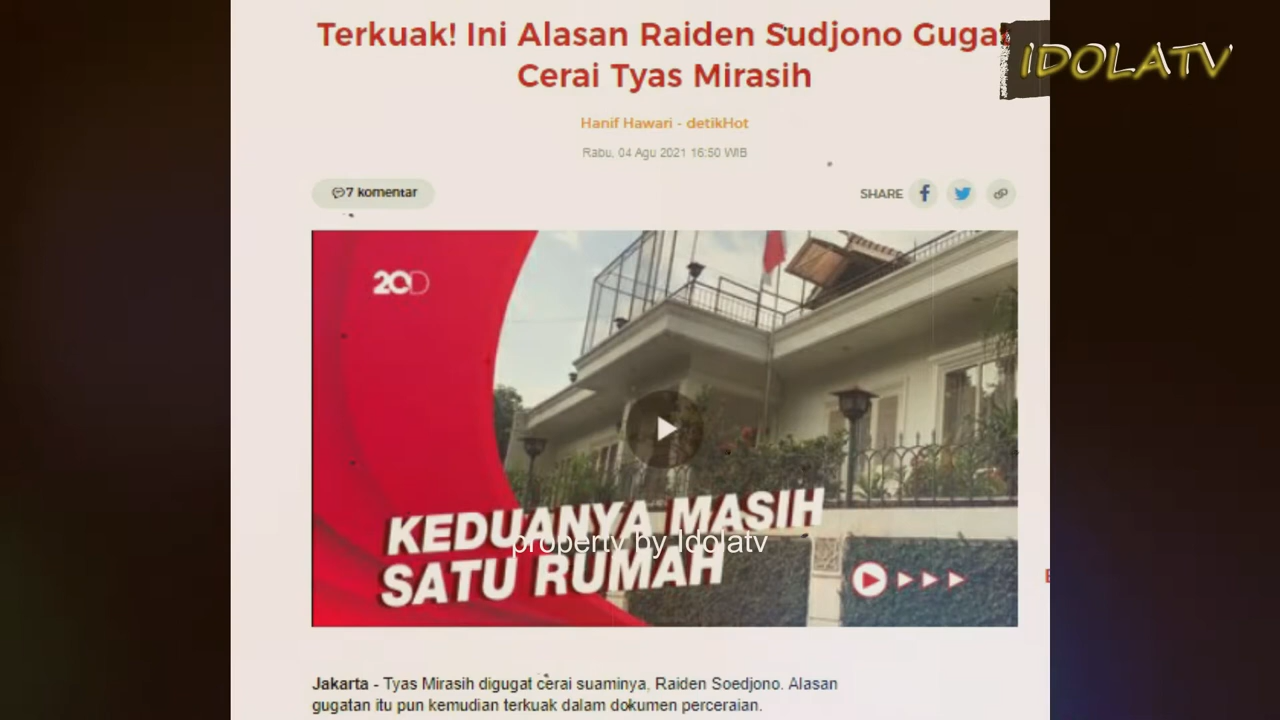 Terkuak! Ini Alasan Raiden Sudjono Gugat
Cerai Tyas Mirasih
IDOLATV
Hanif Hawari - detikHot
Rabu, 04 Agu 2021 16:50 WIB
7 komentar
SHARE
20D
KEDUANYA MASIH
property by Idolatv
SATU RUMAH
Jakarta - Tyas Mirasih digugat cerai suaminya, Raiden Soedjono. Alasan
gugatan itu pun kemudian terkuak dalam dokumen perceraian.